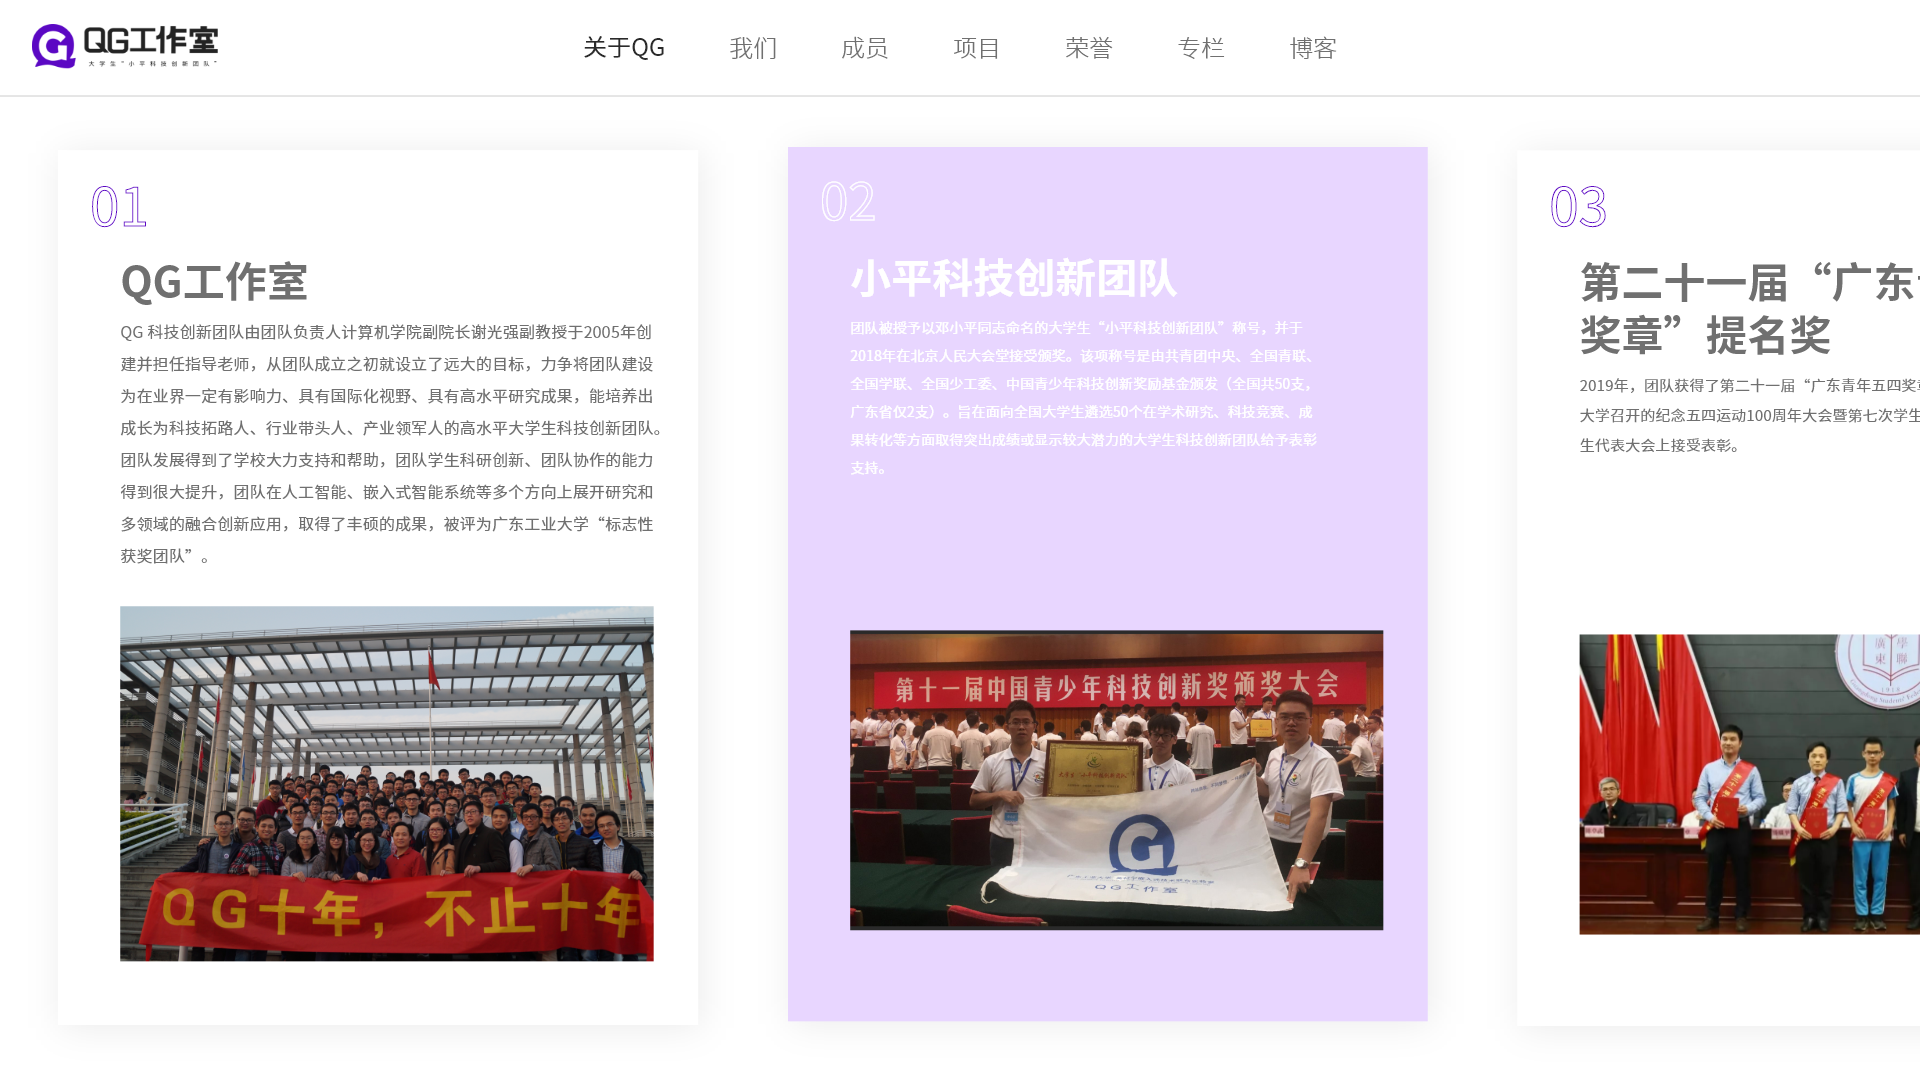 QG工作室
大学生“小平科技创新团队”
关于QG
我们
成员
项目
荣誉
专栏
博客
01
QG工作室
QG 科技创新团队由团队负责人计算机学院副院长谢光强副教授于2005年创
建并担任指导老师，从团队成立之初就设立了远大的目标，力争将团队建设
为在业界一定有影响力、具有国际化视野、具有高水平研究成果，能培养出
成长为科技拓路人、行业带头人、产业领军人的高水平大学生科技创新团队。
团队发展得到了学校大力支持和帮助，团队学生科研创新、团队协作的能力
得到很大提升，团队在人工智能、嵌入式智能系统等多个方向上展开研究和
多领域的融合创新应用，取得了丰硕的成果，被评为广东工业大学“标志性
获奖团队”。
QG十年，不止十年
02
小平科技创新团队
团队被授予以邓小平同志命名的大学生“小平科技创新团队”称号，并于
2018年在北京人民大会堂接受颁奖。该项称号是由共青团中央、全国青联、
全国学联、全国少工委、中国青少年科技创新奖励基金颁发（全国共50支，
广东省仅2支）。旨在面向全国大学生遴选50个在学术研究、科技竞赛、成
果转化等方面取得突出成绩或显示较大潜力的大学生科技创新团队给予表彰
支持。
第十一届中国青少年科技创新奖颁奖大会
QG工作室
03
第二十一届“广东
奖章”提名奖
2019年，团队获得了第二十一届“广东青年五四奖
大学召开的纪念五四运动100周年大会暨第七次学生
生代表大会上接受表彰。
廣 學
東 聯